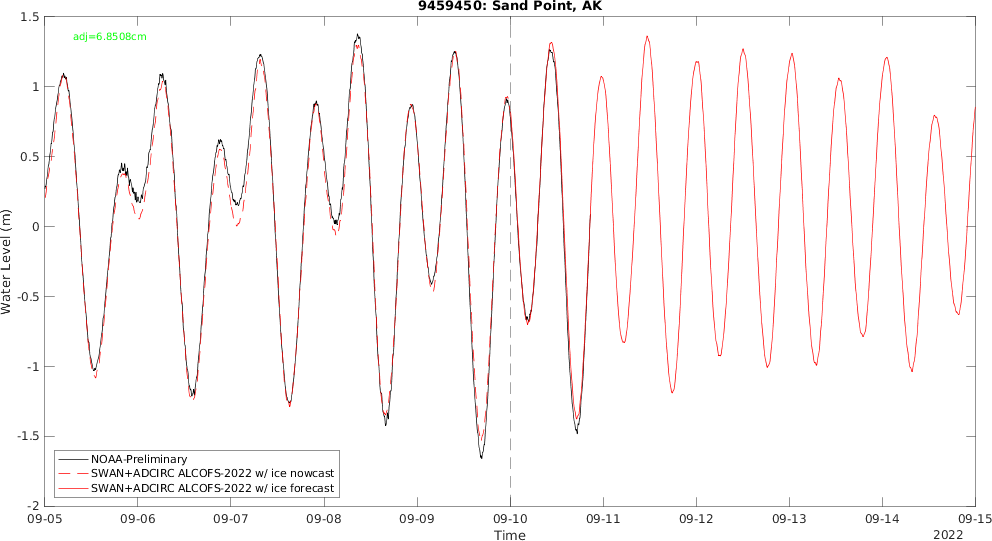 9459450: Sand Point, AK
adj=6.8508cm
1.5
1
0.5
0
-0.5
-1
-1.5
-2
Water Level (m)
NOAA-Preliminary
SWAN+ADCIRC ALCOFS-2022 w/ ice nowcast
SWAN+ADCIRC ALCOFS-2022 w/ ice forecast
09-05 09-06 09-07 09-08 09-09 09-10 09-11 09-12 09-13 09-14 09-15
Time
2022